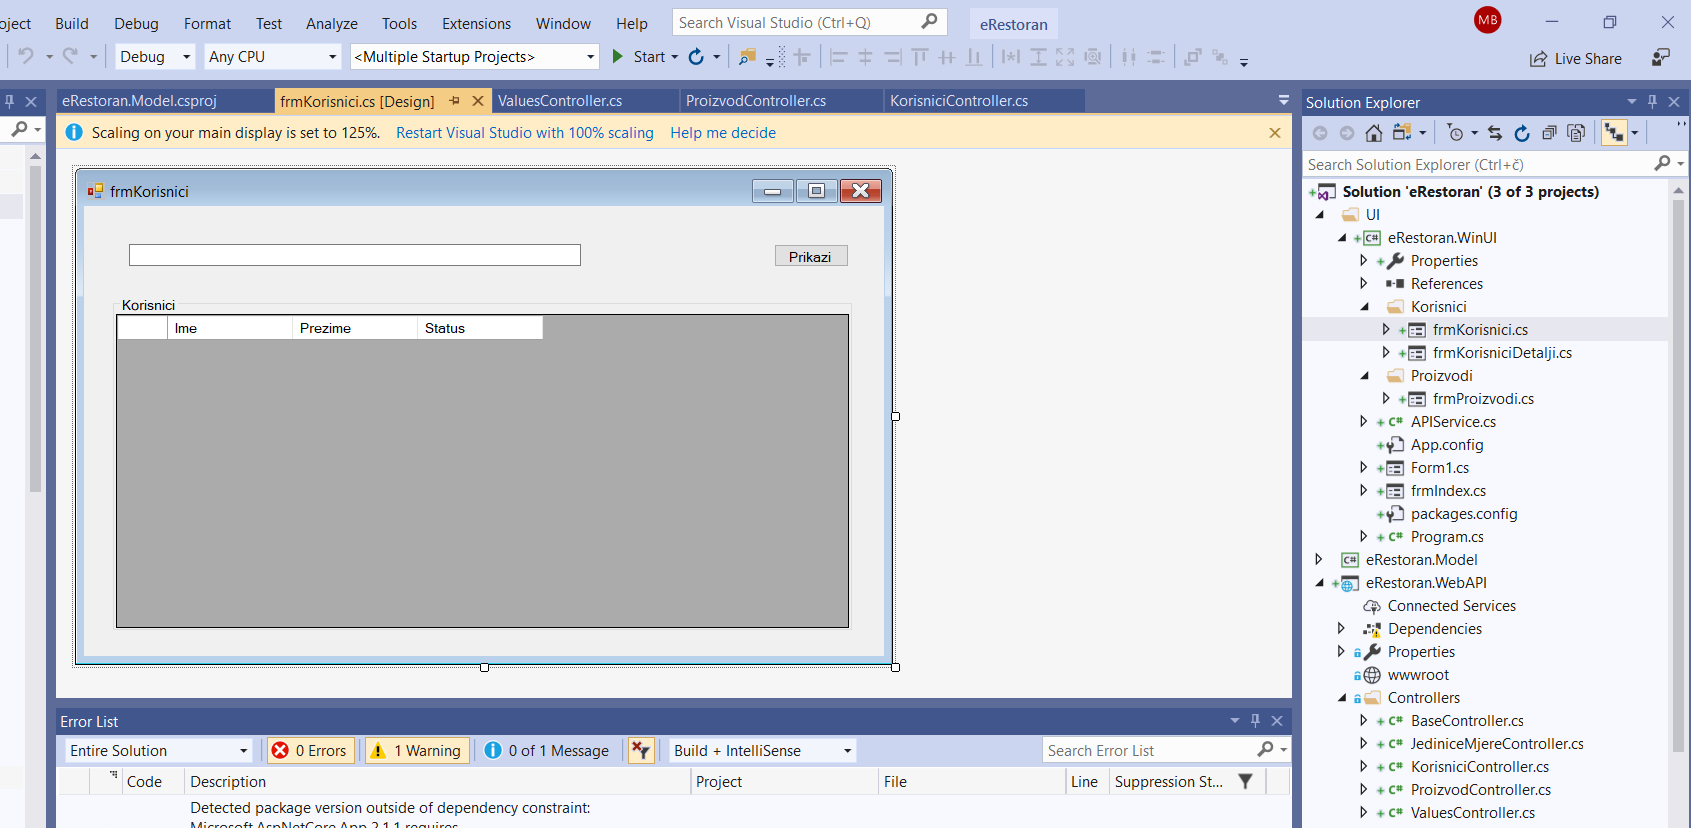 oject Build Debug Format Test Analyze Tools Extensions Window Help Search Visual Studio (Ctrl+Q) eRestoran MB
Debug Any CPU <Multiple Startup Projects> Start Live Share
eRestoran.Model.csproj frmKorisnici.cs [Design] ValuesController.cs ProizvodController.cs KorisniciController.cs
Scaling on your main display is set to 125%. Restart Visual Studio with 100% scaling Help me decide
frmKorisnici
Prikazi
Korisnici
Ime Prezime Status
Error List
Entire Solution 0 Errors 1 Warning 0 of 1 Message Build + IntelliSense Search Error List
Code Description Project File Line Suppression St...
Detected package version outside of dependency constraint:
Microsoft.AspNetCore.App 2.1.1 requires
Solution Explorer
Search Solution Explorer (Ctrl+č)
Solution 'eRestoran' (3 of 3 projects)
UI
C# eRestoran.WinUI
Properties
References
Korisnici
frmKorisnici.cs
frmKorisniciDetalji.cs
Proizvodi
frmProizvodi.cs
C# APIService.cs
App.config
Form1.cs
frmIndex.cs
packages.config
C# Program.cs
C# eRestoran.Model
eRestoran.WebAPI
Connected Services
Dependencies
Properties
wwwroot
Controllers
C# BaseController.cs
C# JediniceMjereController.cs
C# KorisniciController.cs
C# ProizvodController.cs
C# ValuesController.cs